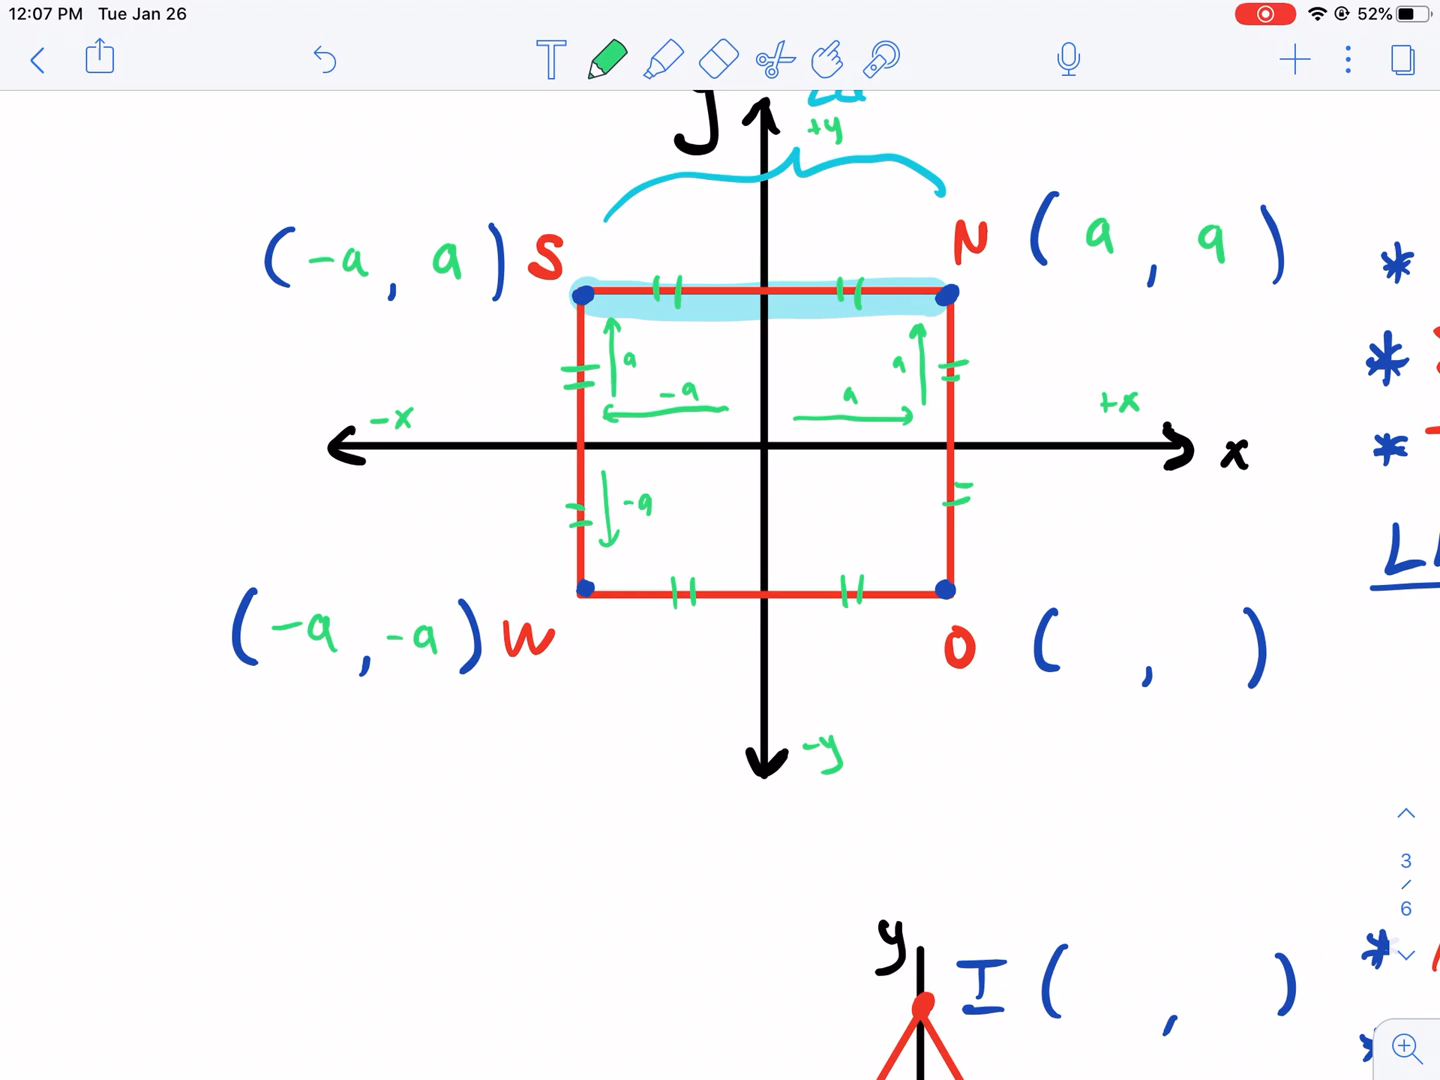 12:07 PM Tue Jan 26 52%
T
y +y
(-a, a) S N (a, a)
a a
-a a
-x +x
x
-a
(-a, -a) W O ( , )
-y
3
/
6
y I ( , )